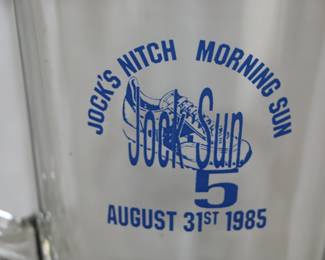 JOCK'S NITCH MORNING SUN
Jock Sun
5
AUGUST 31ST 1985